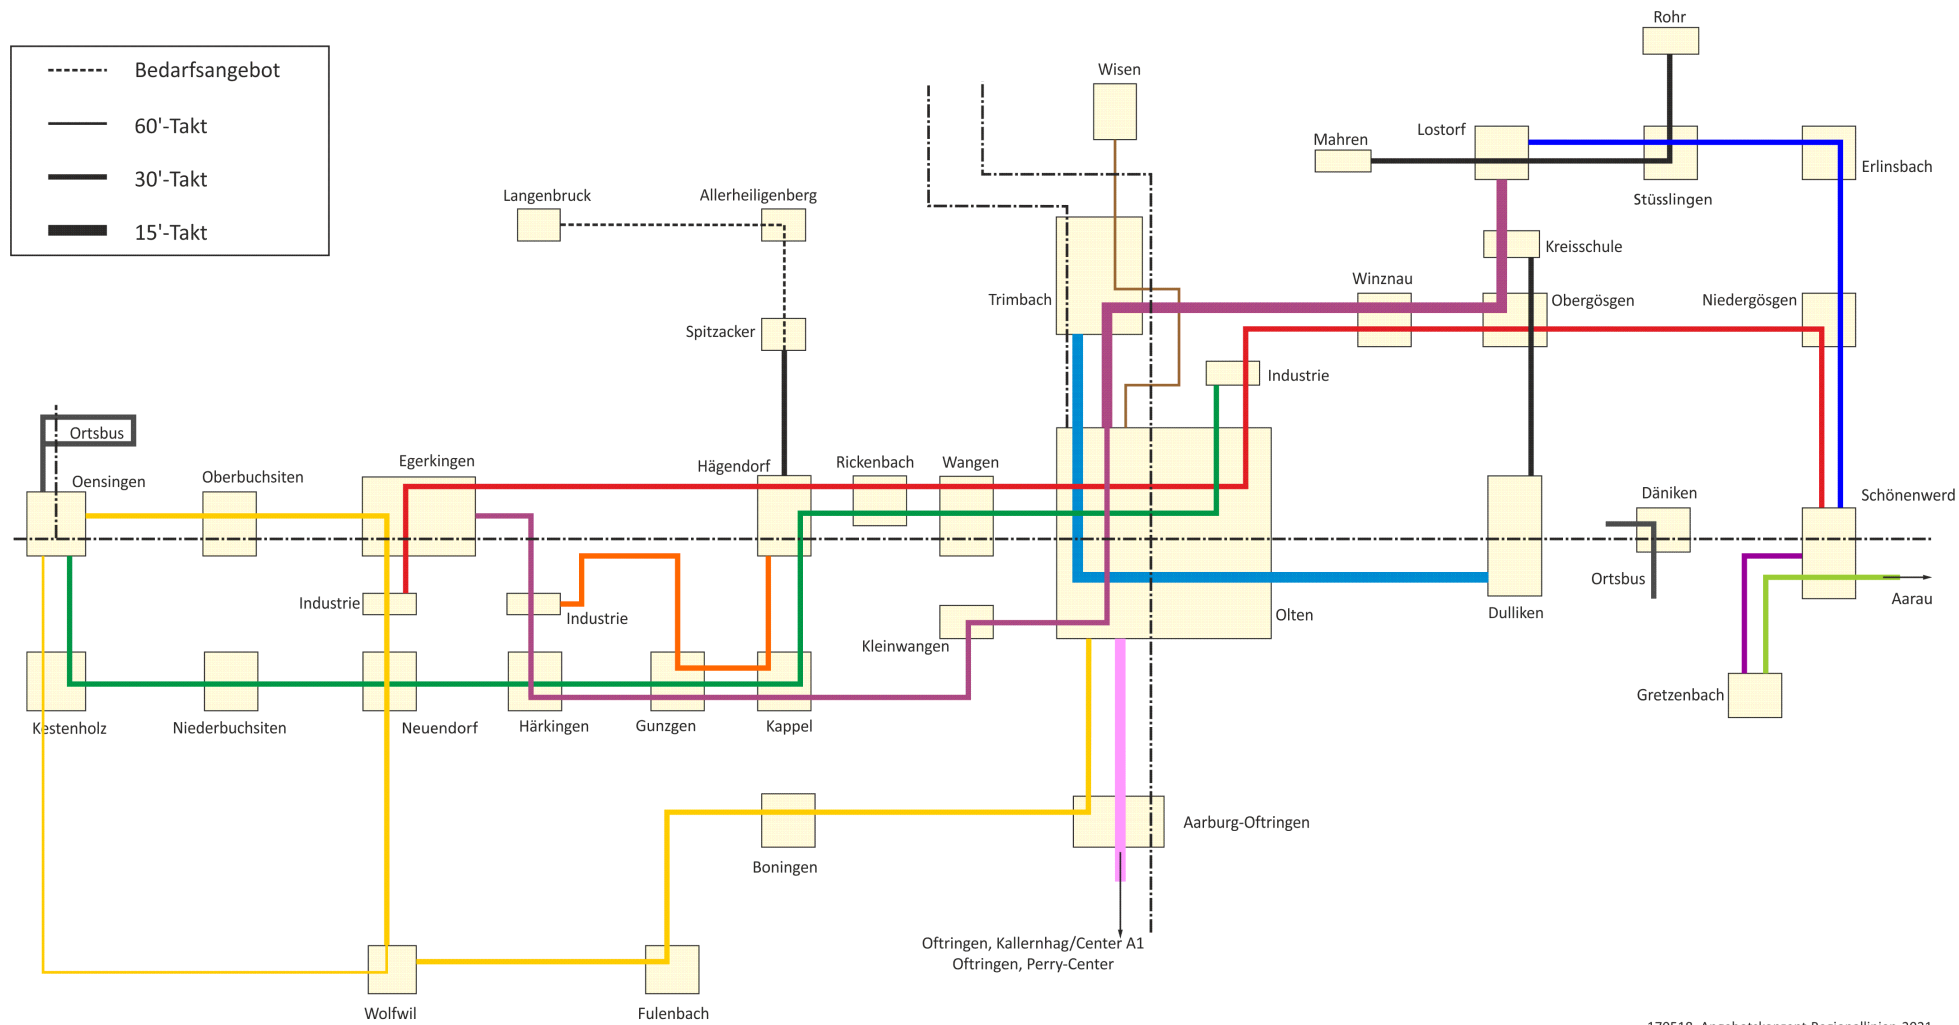 Rohr
Bedarfsangebot
60'-Takt
30'-Takt
15'-Takt
Wisen
Lostorf
Mahren
Erlinsbach
Stüsslingen
Langenbruck
Allerheiligenberg
Kreisschule
Winznau
Obergösgen
Niedergösgen
Trimbach
Spitzacker
Industrie
Ortsbus
Oensingen
Oberbuchsiten
Egerkingen
Hägendorf
Rickenbach
Wangen
Däniken
Schönenwerd
Ortsbus
Aarau
Industrie
Industrie
Kleinwangen
Olten
Dulliken
Gretzenbach
Kestenholz
Niederbuchsiten
Neuendorf
Härkingen
Gunzgen
Kappel
Aarburg-Oftringen
Boningen
Oftringen, Kallernhag/Center A1
Oftringen, Perry-Center
Wolfwil
Fulenbach
170518_Angebotskonzept Regionallinien 2021